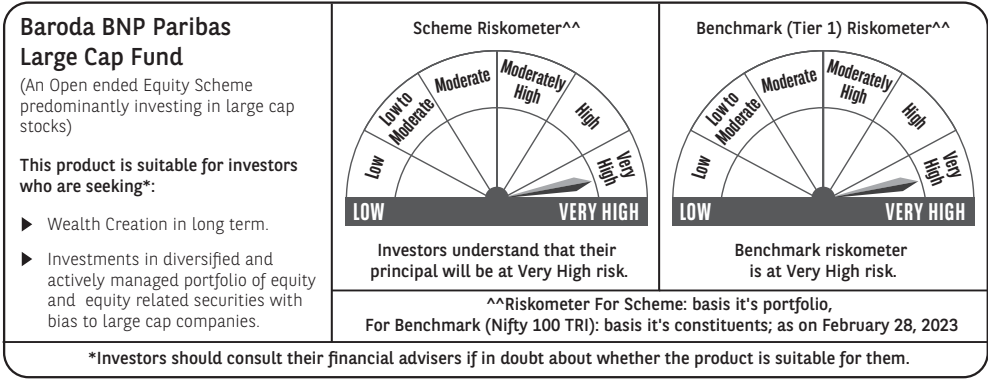 Baroda BNP Paribas
Large Cap Fund
(An Open ended Equity Scheme
predominantly investing in large cap
stocks)
This product is suitable for investors
who are seeking*:
▶ Wealth Creation in long term.
▶ Investments in diversified and
actively managed portfolio of equity
and equity related securities with
bias to large cap companies.
Scheme Riskometer^^
Low
Low to
Moderate
Moderate
Moderately
High
High
Very
High
LOW VERY HIGH
Investors understand that their
principal will be at Very High risk.
Benchmark (Tier 1) Riskometer^^
Low
Low to
Moderate
Moderate
Moderately
High
High
Very
High
LOW VERY HIGH
Benchmark riskometer
is at Very High risk.
^^Riskometer For Scheme: basis it's portfolio,
For Benchmark (Nifty 100 TRI): basis it's constituents; as on February 28, 2023
*Investors should consult their financial advisers if in doubt about whether the product is suitable for them.